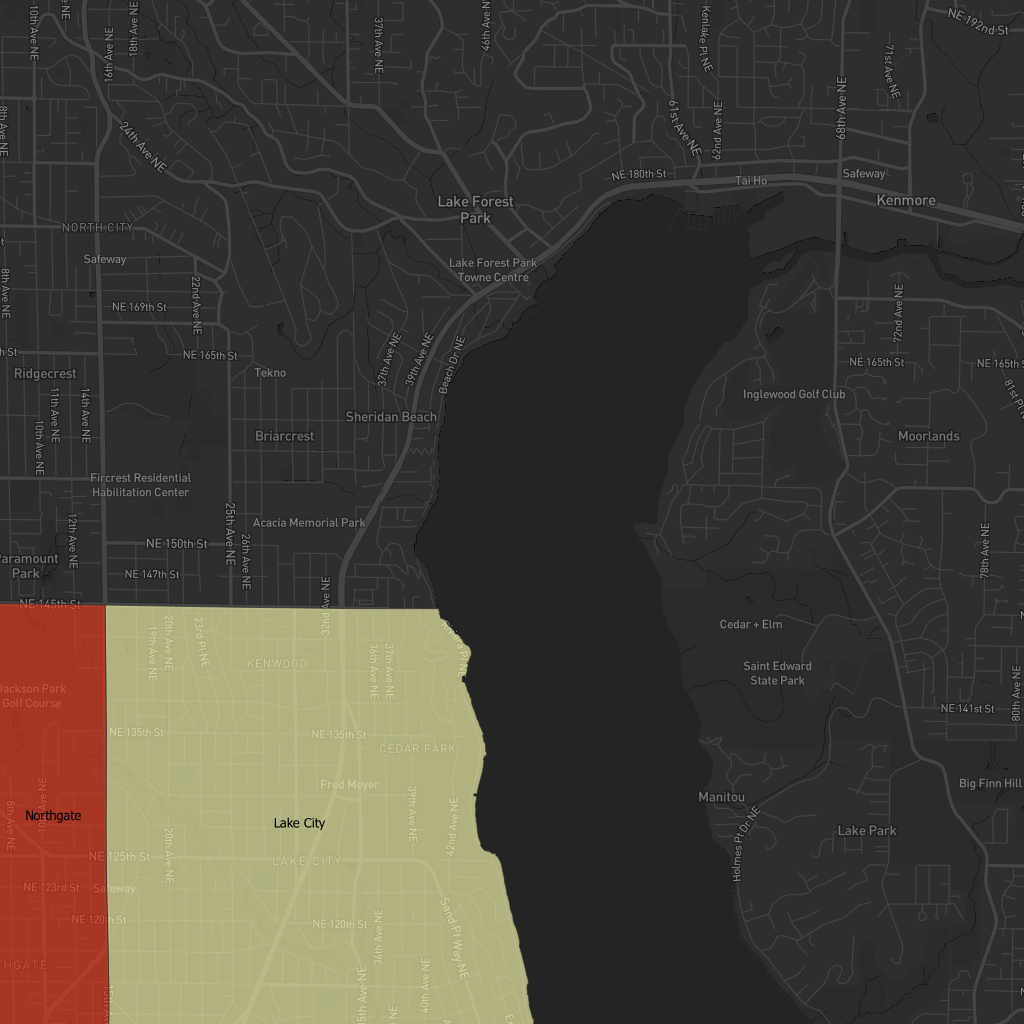 10th Ave NE
16th Ave NE
18th Ave NE
37th Ave NE
46th Ave NE
Kenlake Pl NE
NE 192nd St
71st Ave NE
68th Ave NE
8th Ave NE
24th Ave NE
61st Ave NE
62nd Ave NE
NE 180th St
Tai Ho
Safeway
Kenmore
Lake Forest
Park
NORTH CITY
Safeway
Lake Forest Park
Towne Centre
8th Ave NE
22nd Ave NE
NE 169th St
72nd Ave NE
NE 165th St
Ridgecrest
Tekno
37th Ave NE
39th Ave NE
Beach Dr NE
NE 165th St
NE 165th St
81st Pl NE
Inglewood Golf Club
11th Ave NE
14th Ave NE
10th Ave NE
Sheridan Beach
Briarcrest
Moorlands
Fircrest Residential
Habilitation Center
12th Ave NE
25th Ave NE
26th Ave NE
Acacia Memorial Park
NE 150th St
78th Ave NE
Paramount
Park
NE 147th St
NE 145th St
32nd Ave NE
19th Ave NE
20th Ave NE
23rd Pl NE
Riviera Pl NE
Cedar + Elm
KENWOOD
36th Ave NE
37th Ave NE
Saint Edward
State Park
80th Ave NE
Jackson Park
Golf Course
NE 141st St
NE 135th St
NE 135th St
CEDAR PARK
Fred Meyer
Big Finn Hill
Manitou
8th Ave NE
10th Ave NE
Northgate
Lake City
39th Ave NE
42nd Ave NE
Holmes Pt Dr NE
Lake Park
20th Ave NE
NE 125th St
LAKE CITY
NE 123rd St
Safeway
NE 120th St
NE 120th St
36th Ave NE
Sand Pt Way NE
THGATE
15th Av
35th Ave NE
40th Ave NE